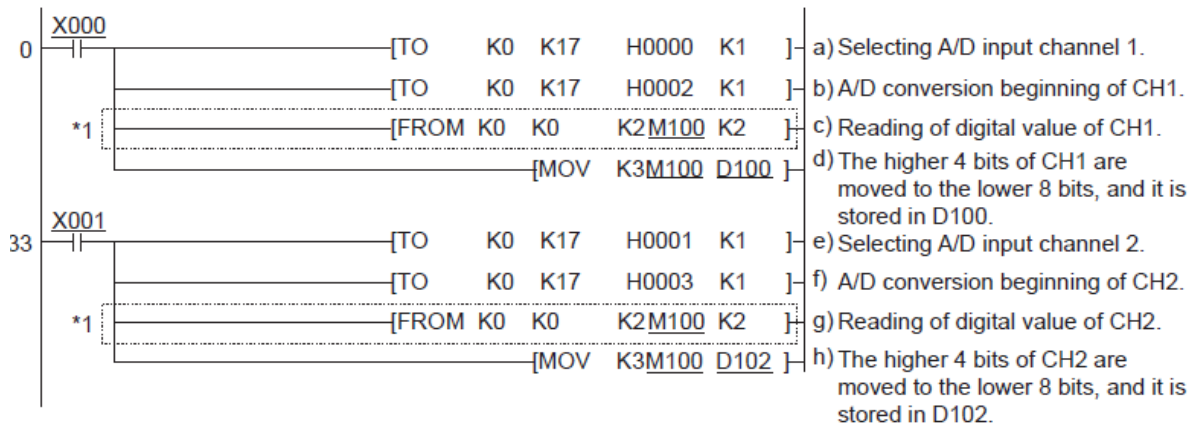 X000
0 [TO K0 K17 H0000 K1 ] a) Selecting A/D input channel 1.
[TO K0 K17 H0002 K1 ] b) A/D conversion beginning of CH1.
*1 [FROM K0 K0 K2M100 K2 ] c) Reading of digital value of CH1.
[MOV K3M100 D100 ] d) The higher 4 bits of CH1 are
moved to the lower 8 bits, and it is
stored in D100.
X001
33 [TO K0 K17 H0001 K1 ] e) Selecting A/D input channel 2.
[TO K0 K17 H0003 K1 ] f) A/D conversion beginning of CH2.
*1 [FROM K0 K0 K2M100 K2 ] g) Reading of digital value of CH2.
[MOV K3M100 D102 ] h) The higher 4 bits of CH2 are
moved to the lower 8 bits, and it is
stored in D102.